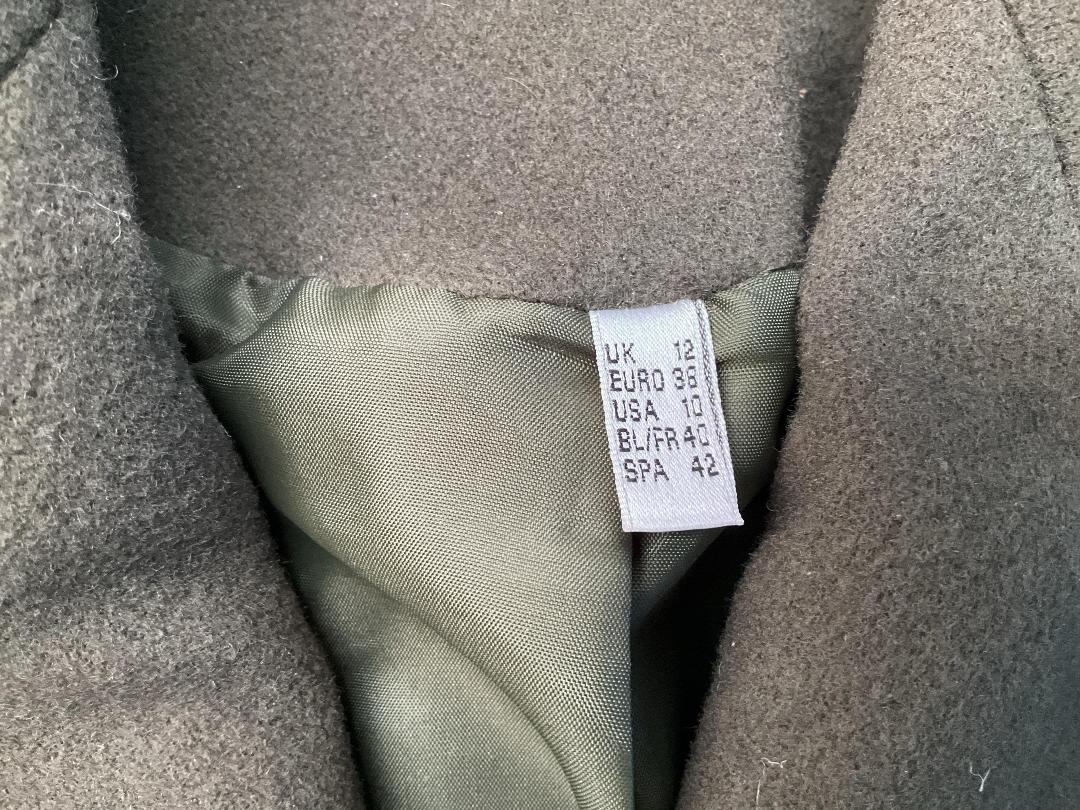 UK 12
EURO 38
USA 10
BL/FR 40
SPA 42